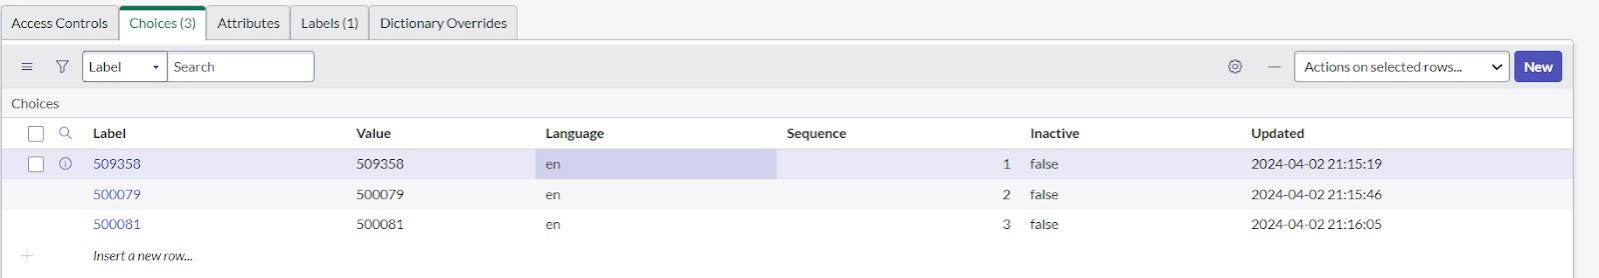 Access Controls Choices (3) Attributes Labels (1) Dictionary Overrides
Label Search Actions on selected rows... New
Choices
Label Value Language Sequence Inactive Updated
509358 509358 en 1 false 2024-04-02 21:15:19
500079 500079 en 2 false 2024-04-02 21:15:46
500081 500081 en 3 false 2024-04-02 21:16:05
Insert a new row...